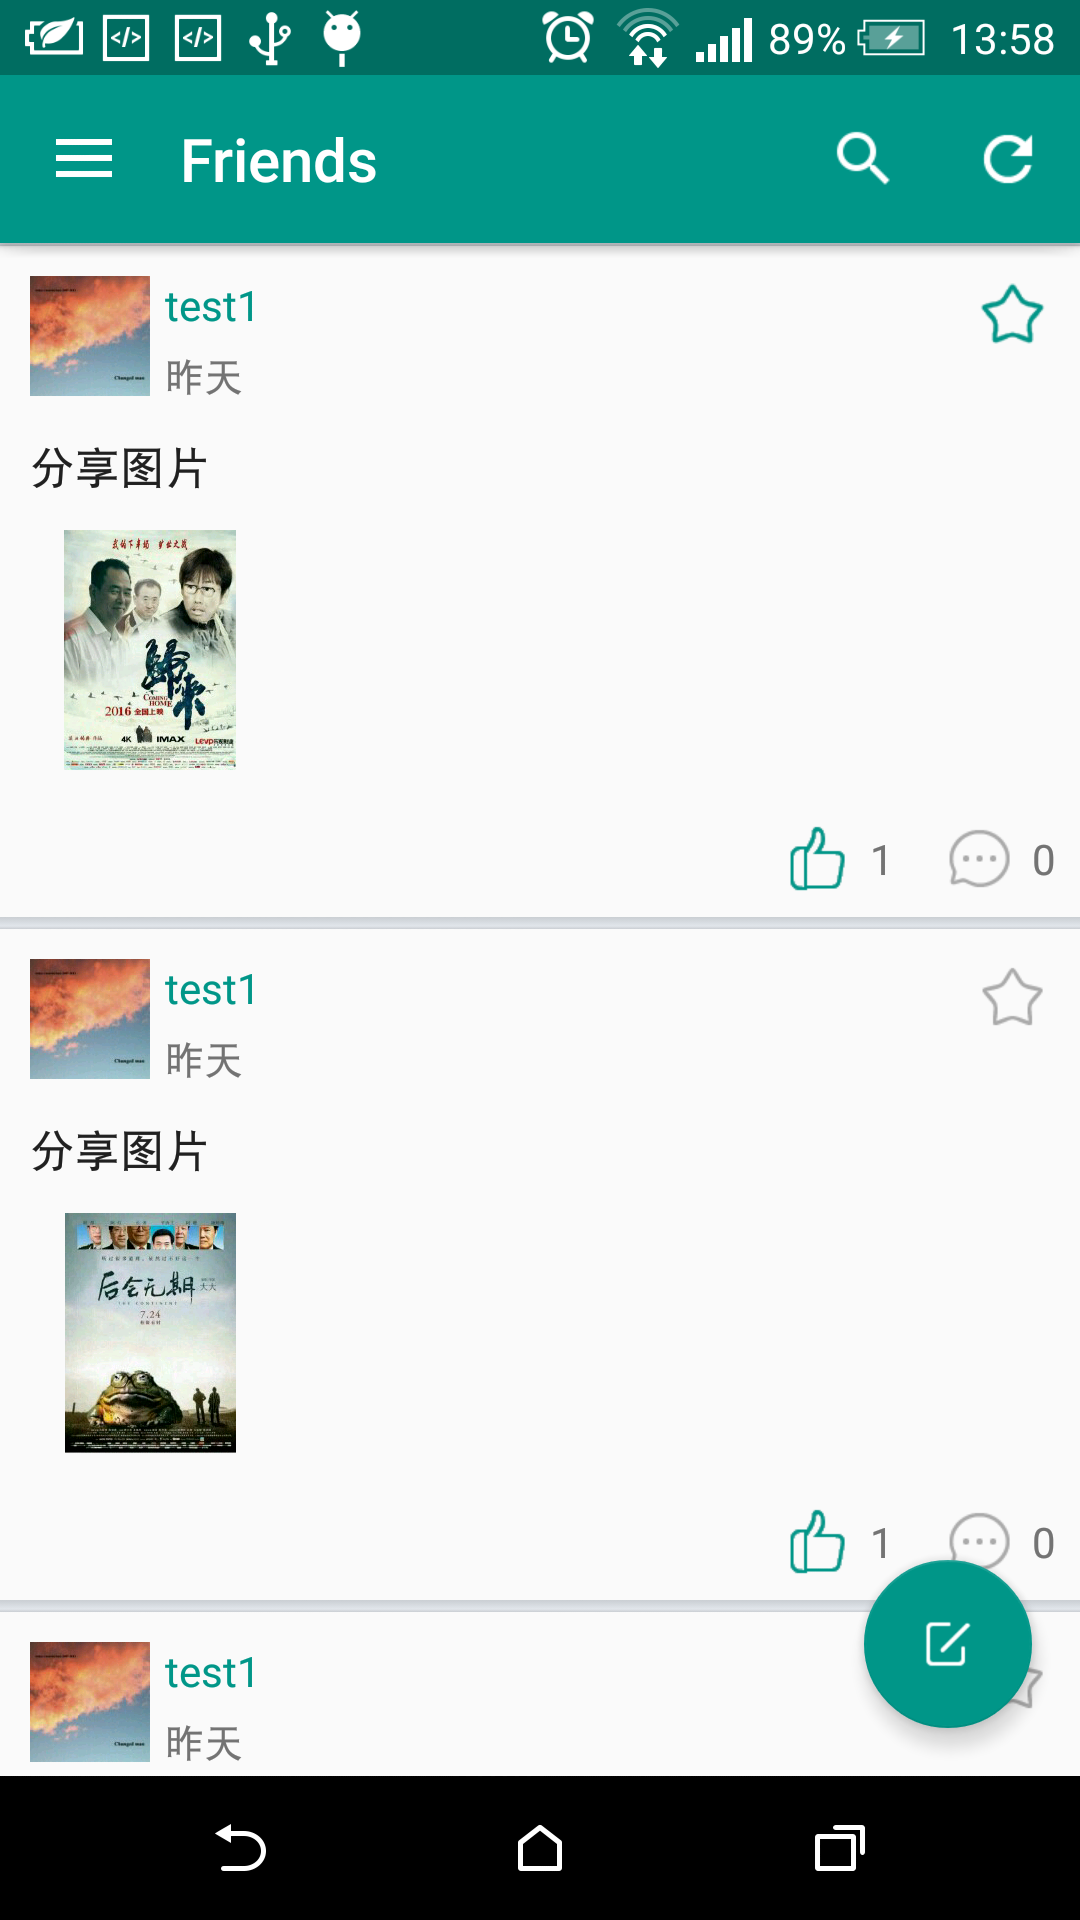 89% 13:58
Friends
test1
昨天
分享图片
歸來
COMING
HOME
2016 全国上映
4K IMAX
1 0
test1
昨天
分享图片
后会无期
THE CONTINENT
7.24
1 0
test1
昨天